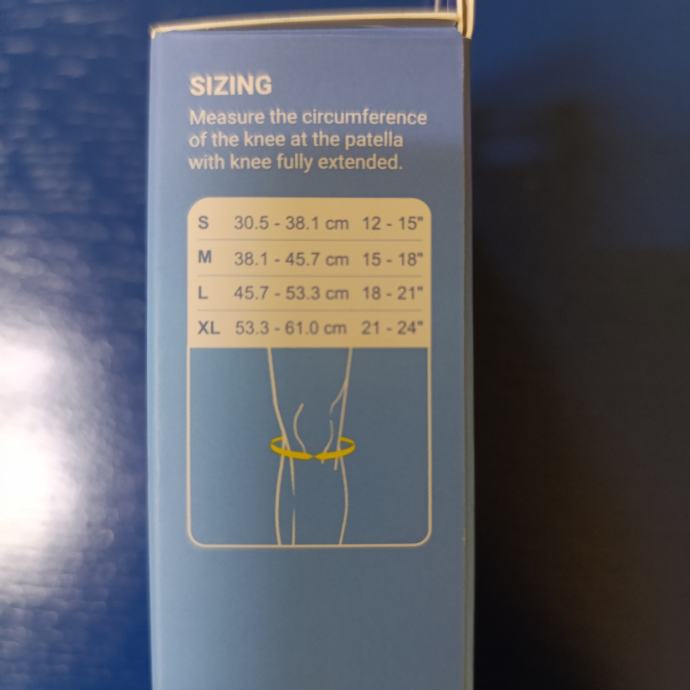 SIZING
Measure the circumference
of the knee at the patella
with knee fully extended.
S 30.5 - 38.1 cm 12 - 15"
M 38.1 - 45.7 cm 15 - 18"
L 45.7 - 53.3 cm 18 - 21"
XL 53.3 - 61.0 cm 21 - 24"